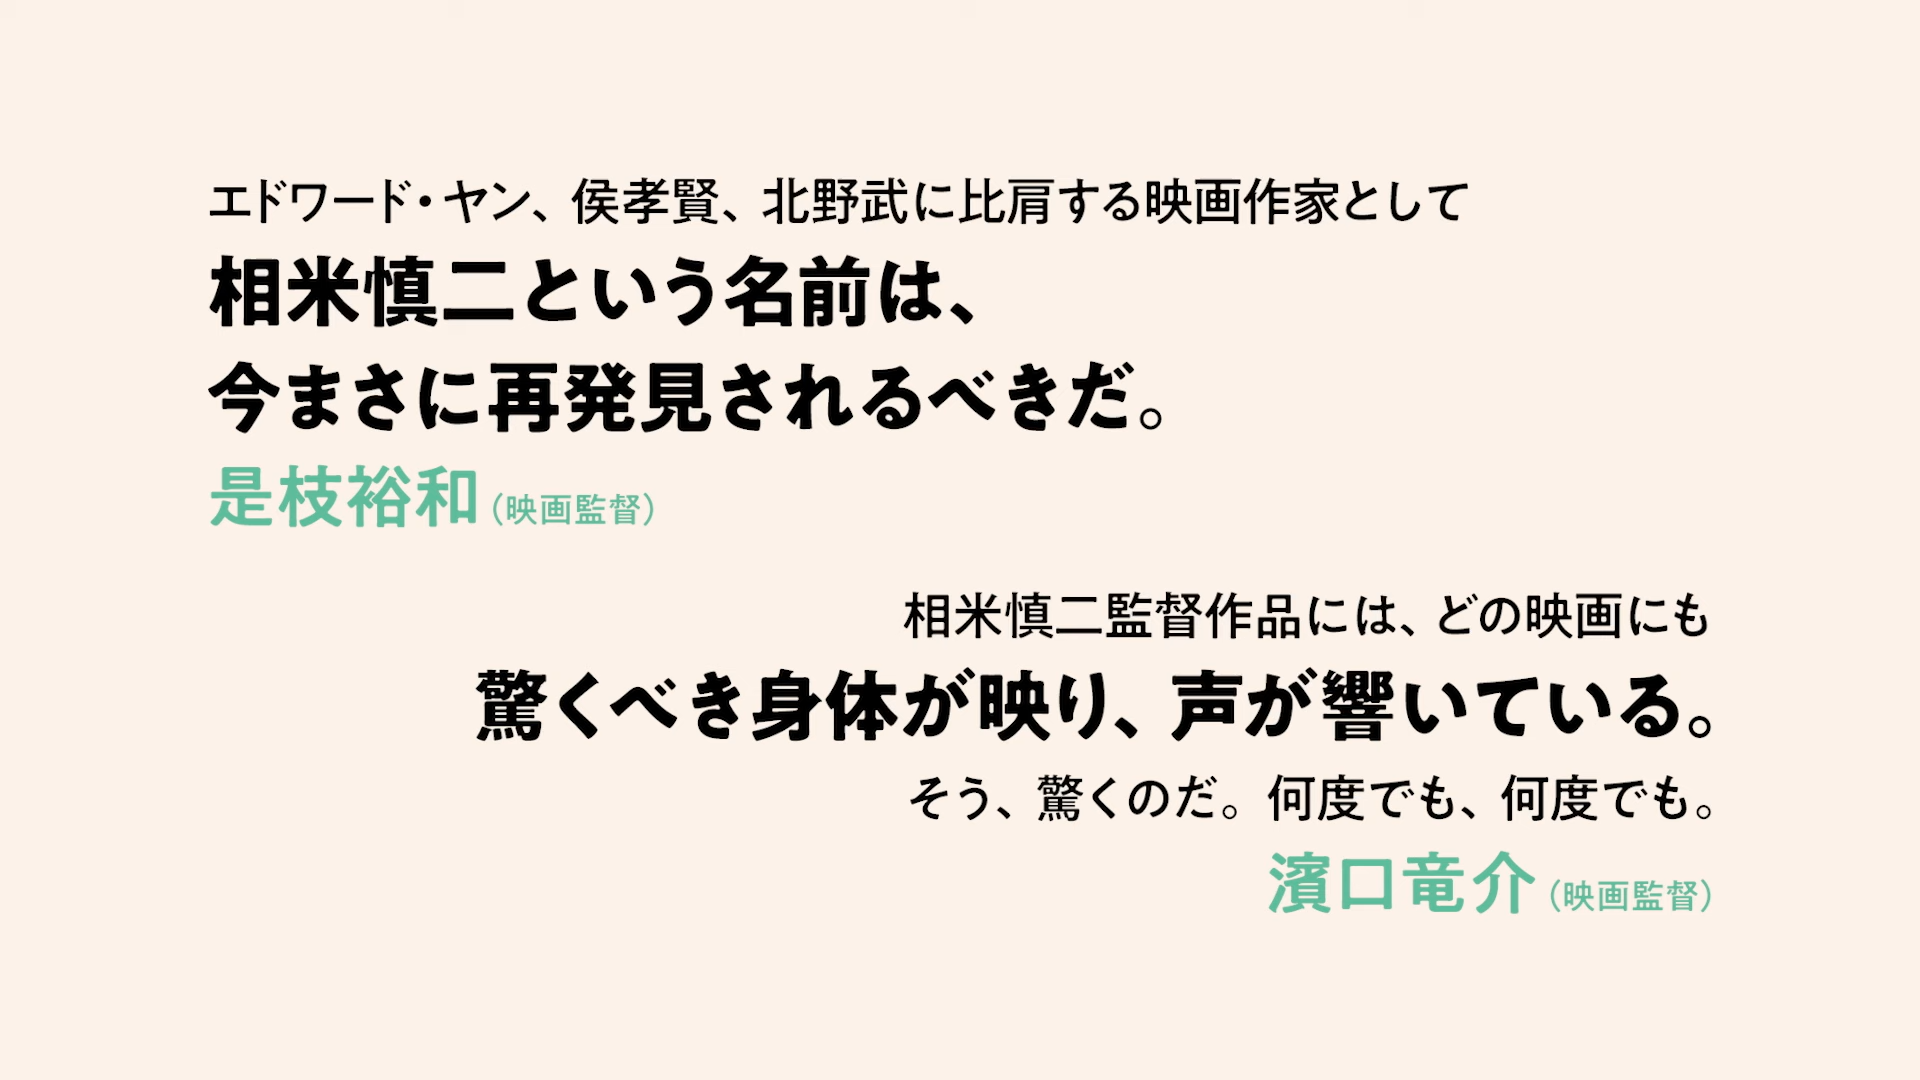 エドワード・ヤン、侯孝賢、北野武に比肩する映画作家として
相米慎二という名前は、
今まさに再発見されるべきだ。
是枝裕和（映画監督）
相米慎二監督作品には、どの映画にも
驚くべき身体が映り、声が響いている。
そう、驚くのだ。何度でも、何度でも。
濱口竜介（映画監督）